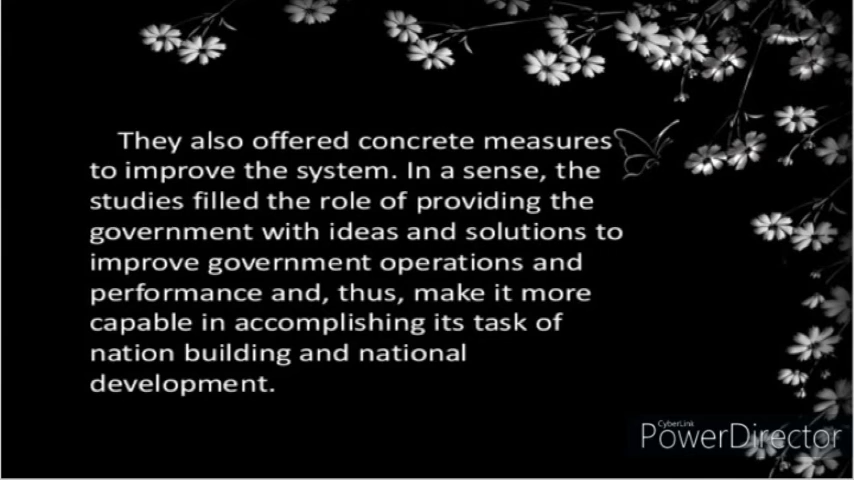 They also offered concrete measures
to improve the system. In a sense, the
studies filled the role of providing the
government with ideas and solutions to
improve government operations and
performance and, thus, make it more
capable in accomplishing its task of
nation building and national
development.
CyberLink
PowerDirector